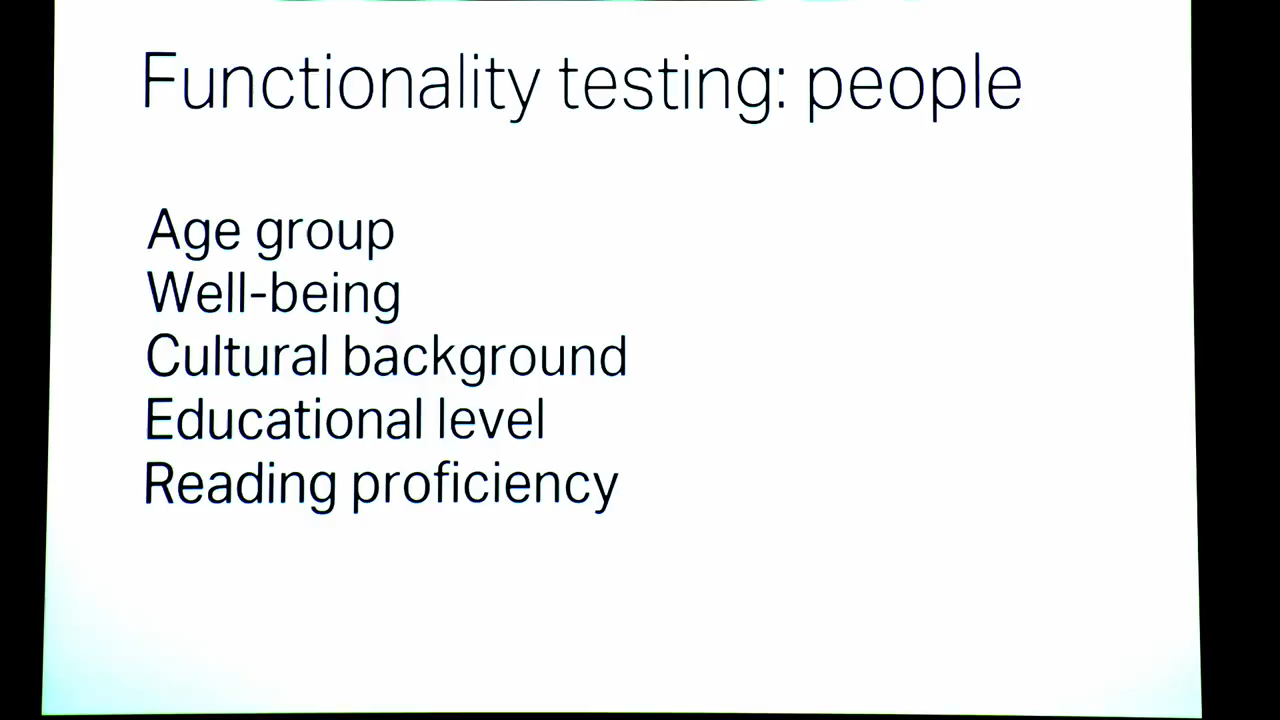 Functionality testing: people
Age group
Well-being
Cultural background
Educational level
Reading proficiency